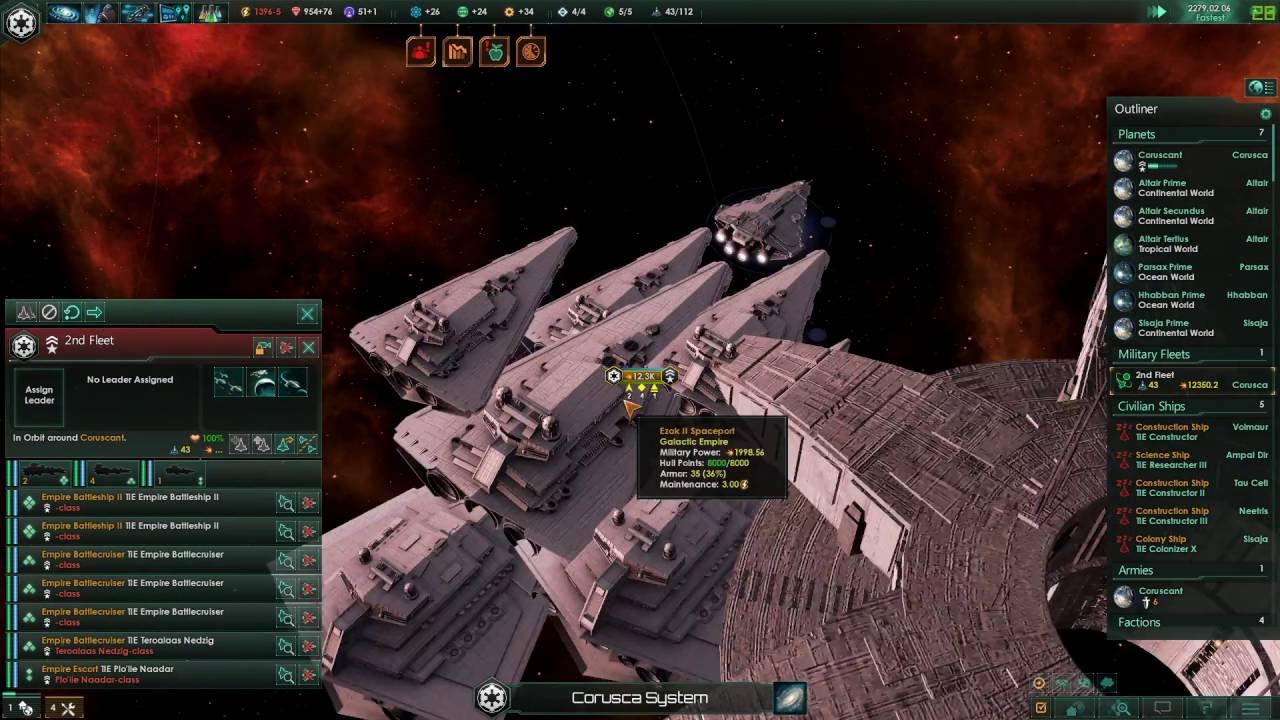 1396-5 954+76 51+1 +26 +24 +34 4/4 5/5 43/112
2279.02.06
Fastest
28
Outliner
Planets 7
Coruscant Corusca
Altair Prime Altair
Continental World
Altair Secundus Altair
Continental World
Altair Tertius Altair
Tropical World
Parsax Prime Parsax
Ocean World
Hhabban Prime Hhabban
Ocean World
Sisaja Prime Sisaja
Continental World
Military Fleets 1
2nd Fleet
43 12350.2 Corusca
Civilian Ships 5
Construction Ship Volmaur
TIE Constructor
Science Ship Ampal Dir
TIE Researcher III
Construction Ship Tau Ceti
TIE Constructor II
Construction Ship Neetris
TIE Constructor III
Colony Ship Sisaja
TIE Colonizer X
Armies 1
Coruscant
6
Factions 4
2nd Fleet
Assign
Leader
No Leader Assigned
In Orbit around Coruscant.
100%
43 ...
2 4 1
Empire Battleship II TIE Empire Battleship II
-class
Empire Battleship II TIE Empire Battleship II
-class
Empire Battlecruiser TIE Empire Battlecruiser
-class
Empire Battlecruiser TIE Empire Battlecruiser
-class
Empire Battlecruiser TIE Empire Battlecruiser
-class
Empire Battlecruiser TIE Teroalaas Nedzig
Teroalaas Nedzig-class
Empire Escort TIE Plo'lie Naadar
Plo'lie Naadar-class
1 4
12.3K
2 4 1
Ezak II Spaceport
Galactic Empire
Military Power: 1998.56
Hull Points: 8000/8000
Armor: 35 (36%)
Maintenance: 3.00
Corusca System